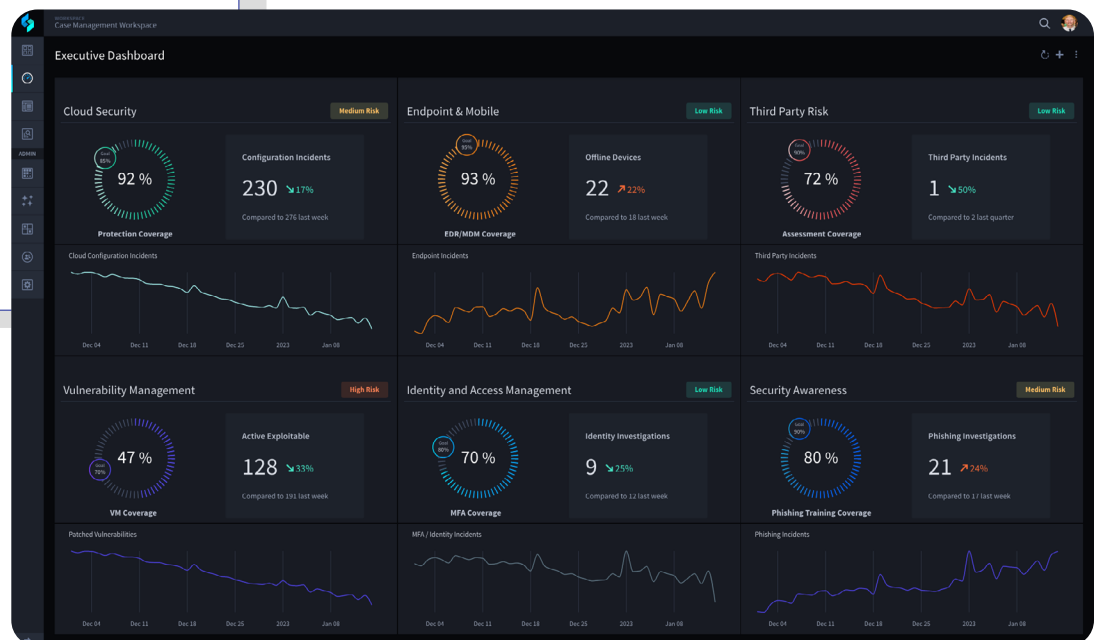 WORKSPACE
Case Management Workspace
Executive Dashboard
ADMIN
Cloud Security
Medium Risk
Goal
85%
92 %
Protection Coverage
Configuration Incidents
230 17%
Compared to 276 last week
Cloud Configuration Incidents
Dec 04 Dec 11 Dec 18 Dec 25 2023 Jan 08
Endpoint & Mobile
Low Risk
Goal
95%
93 %
EDR/MDM Coverage
Offline Devices
22 22%
Compared to 18 last week
Endpoint Incidents
Dec 04 Dec 11 Dec 18 Dec 25 2023 Jan 08
Third Party Risk
Low Risk
Goal
90%
72 %
Assessment Coverage
Third Party Incidents
1 50%
Compared to 2 last quarter
Third Party Incidents
Dec 04 Dec 11 Dec 18 Dec 25 2023 Jan 08
Vulnerability Management
High Risk
Goal
70%
47 %
VM Coverage
Active Exploitable
128 33%
Compared to 191 last week
Patched Vulnerabilities
Dec 04 Dec 11 Dec 18 Dec 25 2023 Jan 08
Identity and Access Management
Low Risk
Goal
80%
70 %
MFA Coverage
Identity Investigations
9 25%
Compared to 12 last week
MFA / Identity Incidents
Dec 04 Dec 11 Dec 18 Dec 25 2023 Jan 08
Security Awareness
Medium Risk
Goal
90%
80 %
Phishing Training Coverage
Phishing Investigations
21 24%
Compared to 17 last week
Phishing Incidents
Dec 04 Dec 11 Dec 18 Dec 25 2023 Jan 08